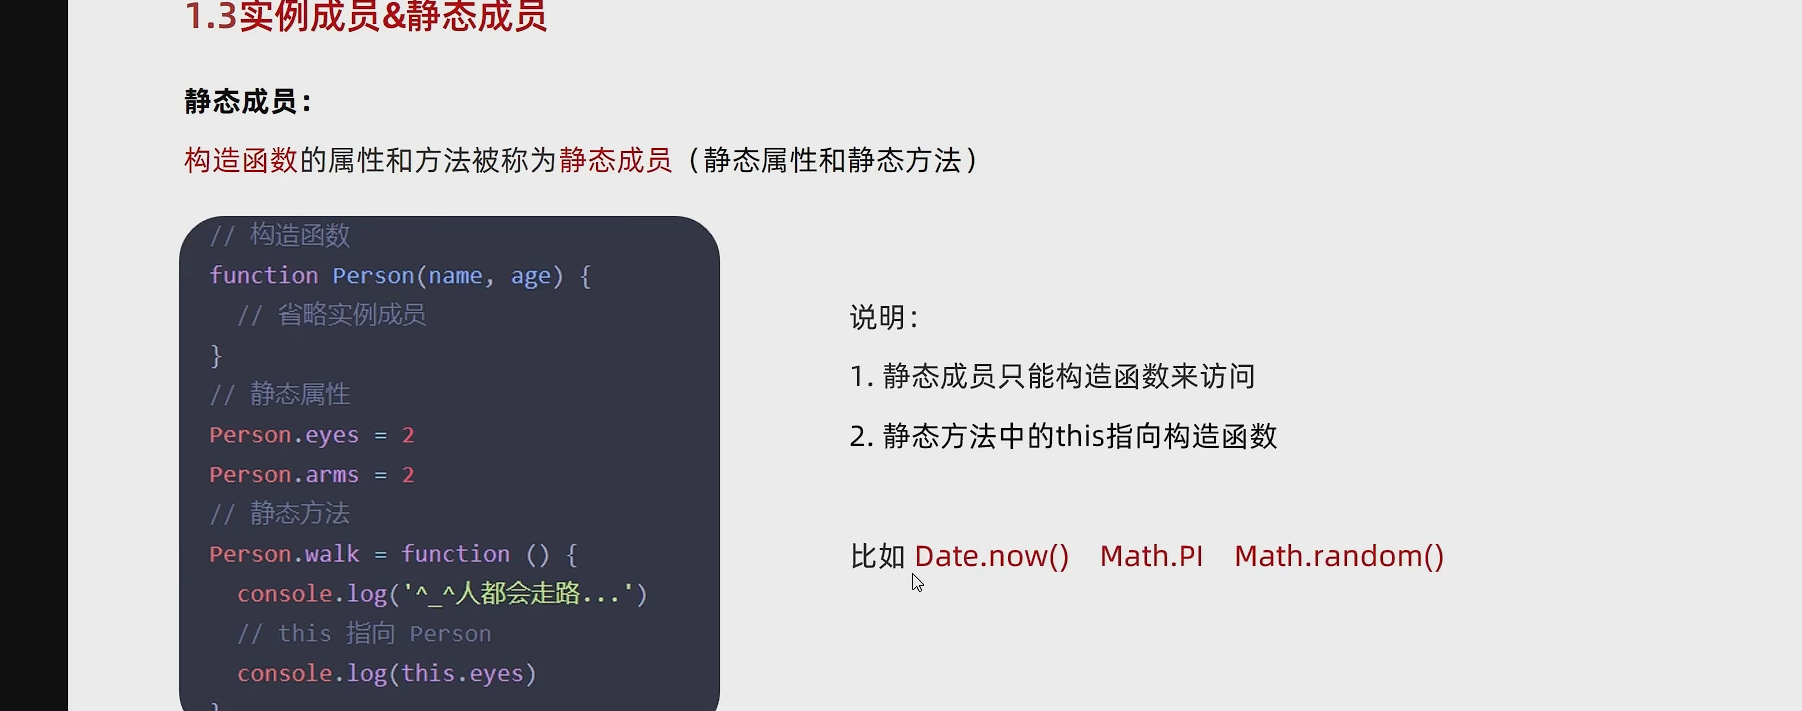 1.3实例成员&静态成员
静态成员：
构造函数的属性和方法被称为静态成员（静态属性和静态方法）
// 构造函数
function Person(name, age) {
// 省略实例成员
}
// 静态属性
Person.eyes = 2
Person.arms = 2
// 静态方法
Person.walk = function () {
console.log('^_^人都会走路...')
// this 指向 Person
console.log(this.eyes)
}
说明：
1. 静态成员只能构造函数来访问
2. 静态方法中的this指向构造函数
比如 Date.now() Math.PI Math.random()